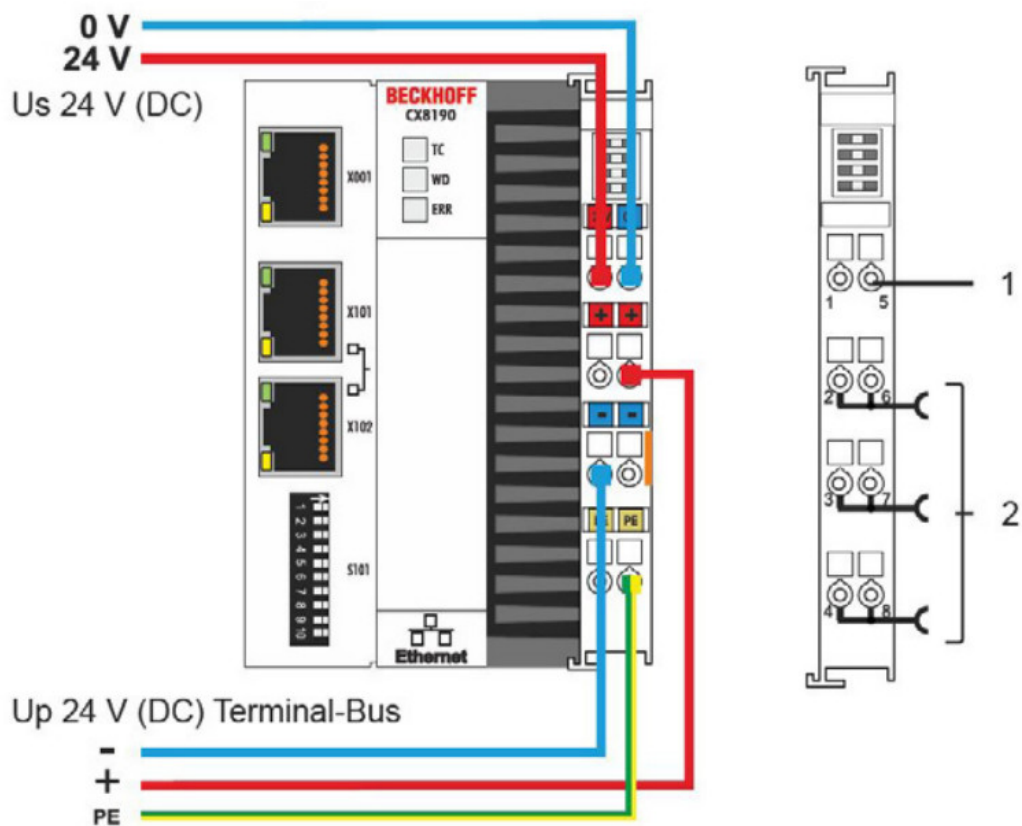 0 V
24 V
Us 24 V (DC)
BECKHOFF
CX8190
TC
WD
ERR
X001
X101
X102
S101
1
2
3
4
5
6
7
8
9
10
Ethernet
+ +
- -
PE
1 5
2 6
3 7
4 8
1
2
Up 24 V (DC) Terminal-Bus
-
+
PE